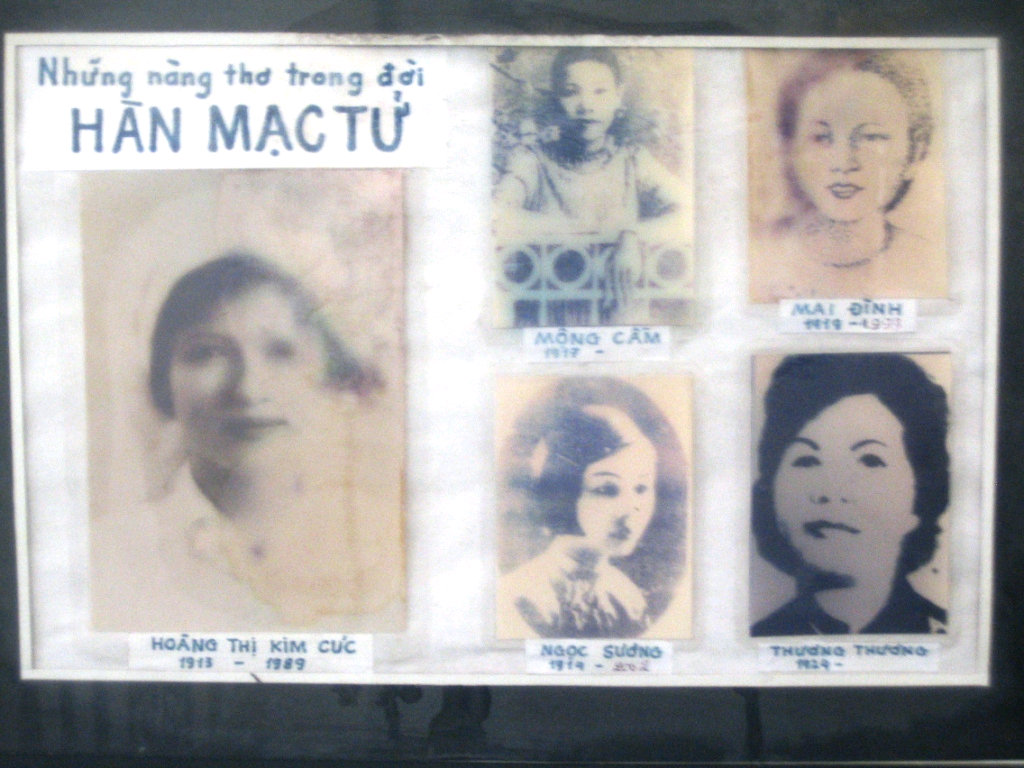 Những nàng thơ trong đời
HÀN MẠC TỬ
HOÀNG THỊ KIM CÚC
1913 - 1989
MỘNG CẦM
1917 -
MAI ĐÌNH
NGỌC SƯƠNG
THƯƠNG THƯƠNG
1924 -